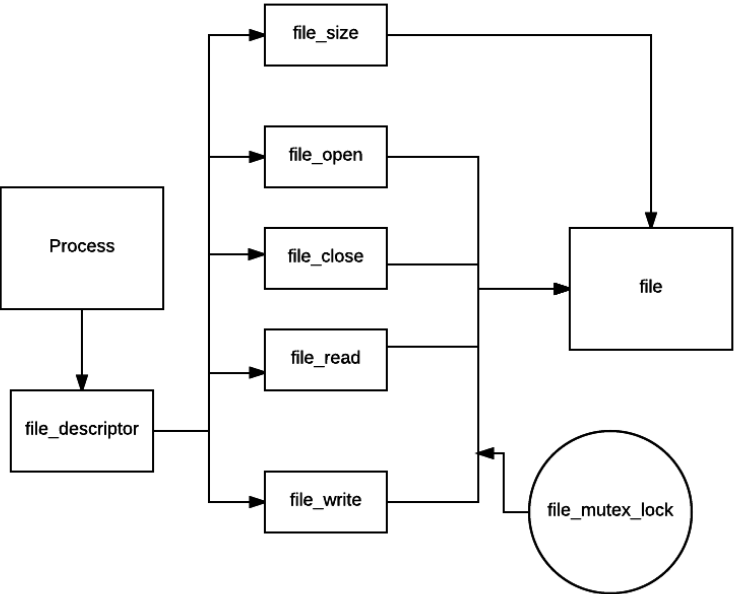 file_size
file_open
Process
file_close
file
file_read
file_descriptor
file_write
file_mutex_lock